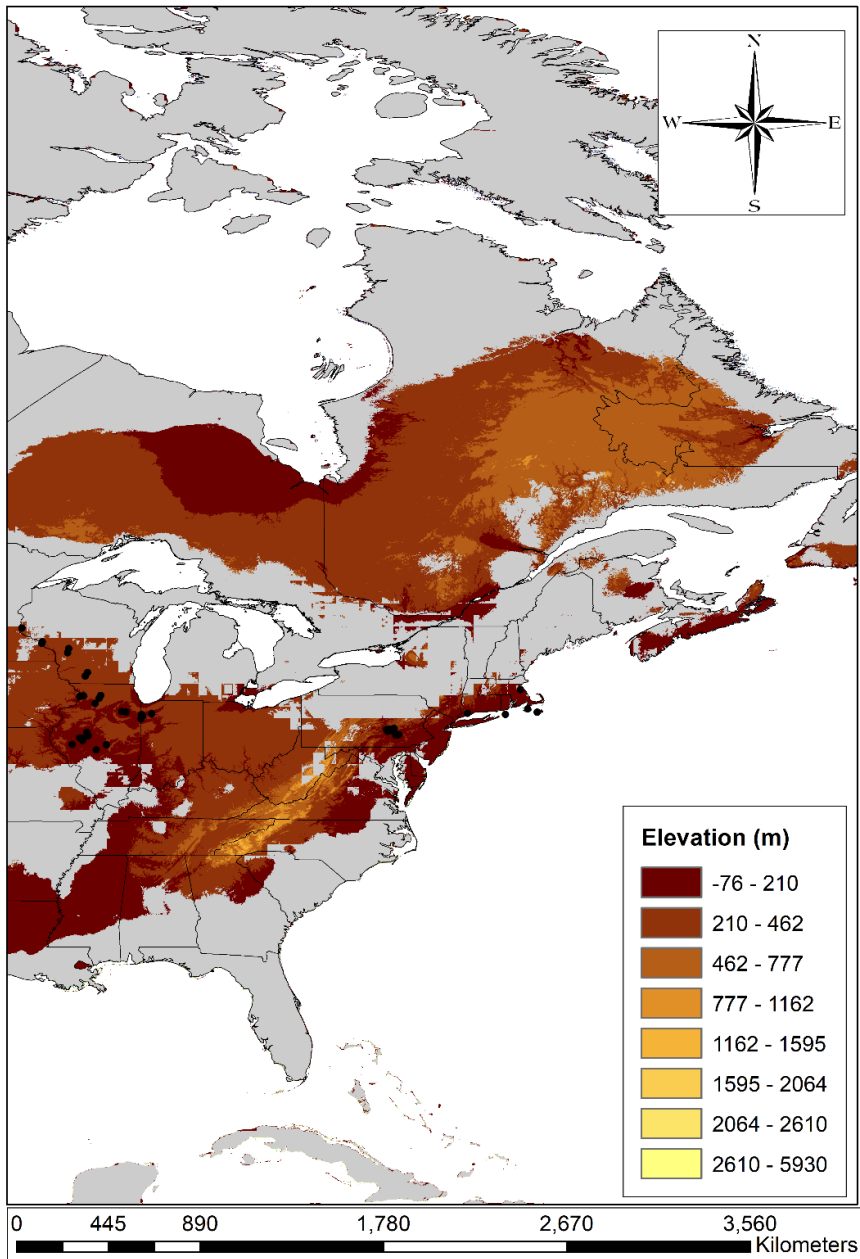 N
W E
S
Elevation (m)
-76 - 210
210 - 462
462 - 777
777 - 1162
1162 - 1595
1595 - 2064
2064 - 2610
2610 - 5930
0 445 890 1,780 2,670 3,560
Kilometers